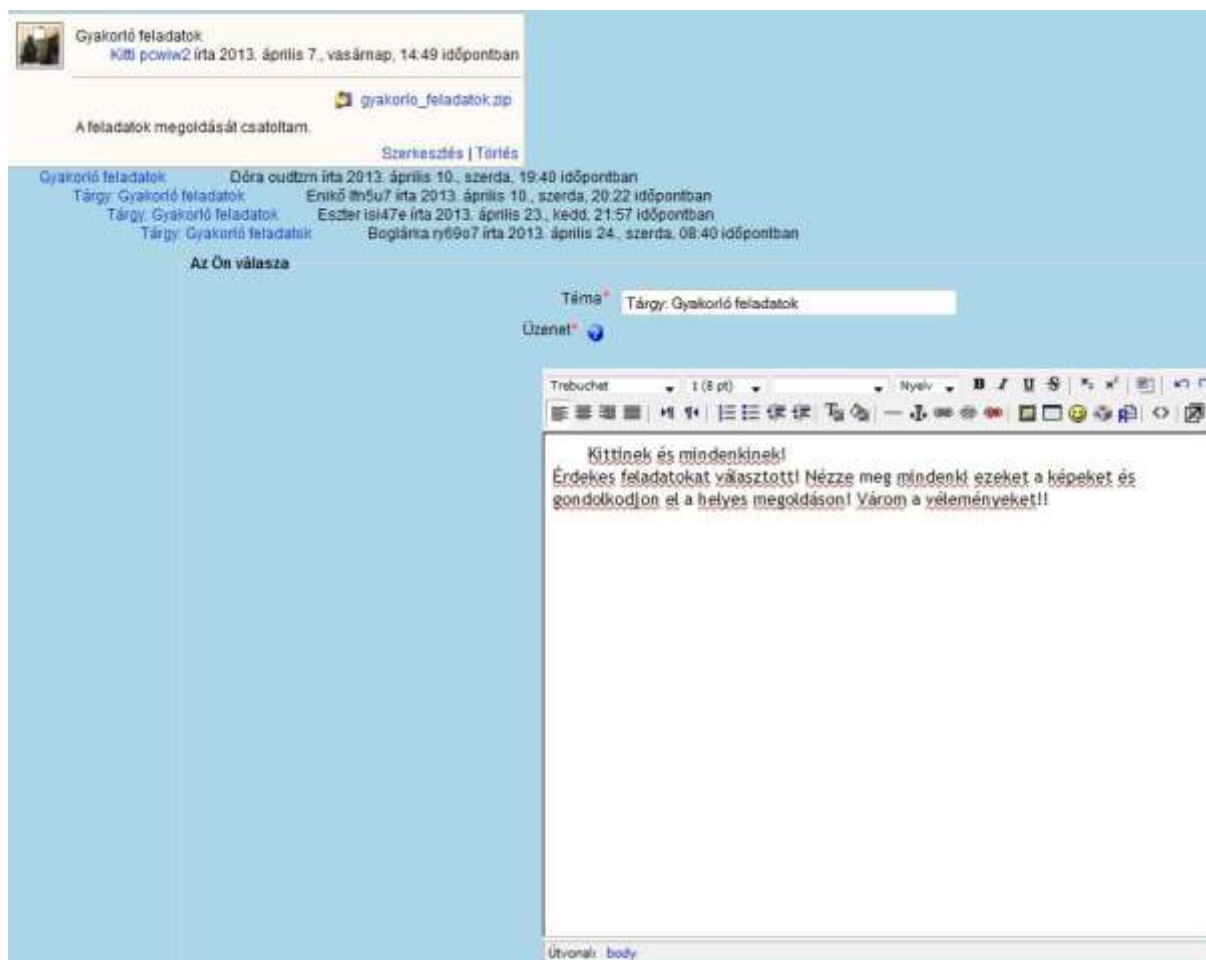 Gyakorló feladatok
Kitti pcwiw2 írta 2013. április 7., vasárnap, 14:49 időpontban
gyakorlo_feladatok.zip
A feladatok megoldását csatoltam.
Szerkesztés | Törlés
Gyakorló feladatok Dóra oudtzm írta 2013. április 10., szerda, 19:40 időpontban
Tárgy: Gyakorló feladatok Enikő írta 2013. április 10., szerda, 20:22 időpontban
Tárgy: Gyakorló feladatok Eszter isi47e írta 2013. április 23., kedd, 21:57 időpontban
Tárgy: Gyakorló feladatok Boglárka ry69o7 írta 2013. április 24., szerda, 08:40 időpontban
Az Ön válasza
Téma* Tárgy: Gyakorló feladatok
Üzenet*
Trebuchet 1 (8 pt) Nyelv B I U S
Kittinek és mindenkinek!
Érdekes feladatokat választott! Nézze meg mindenki ezeket a képeket és
gondolkodjon el a helyes megoldáson! Várom a véleményeket!!
Útvonal: body